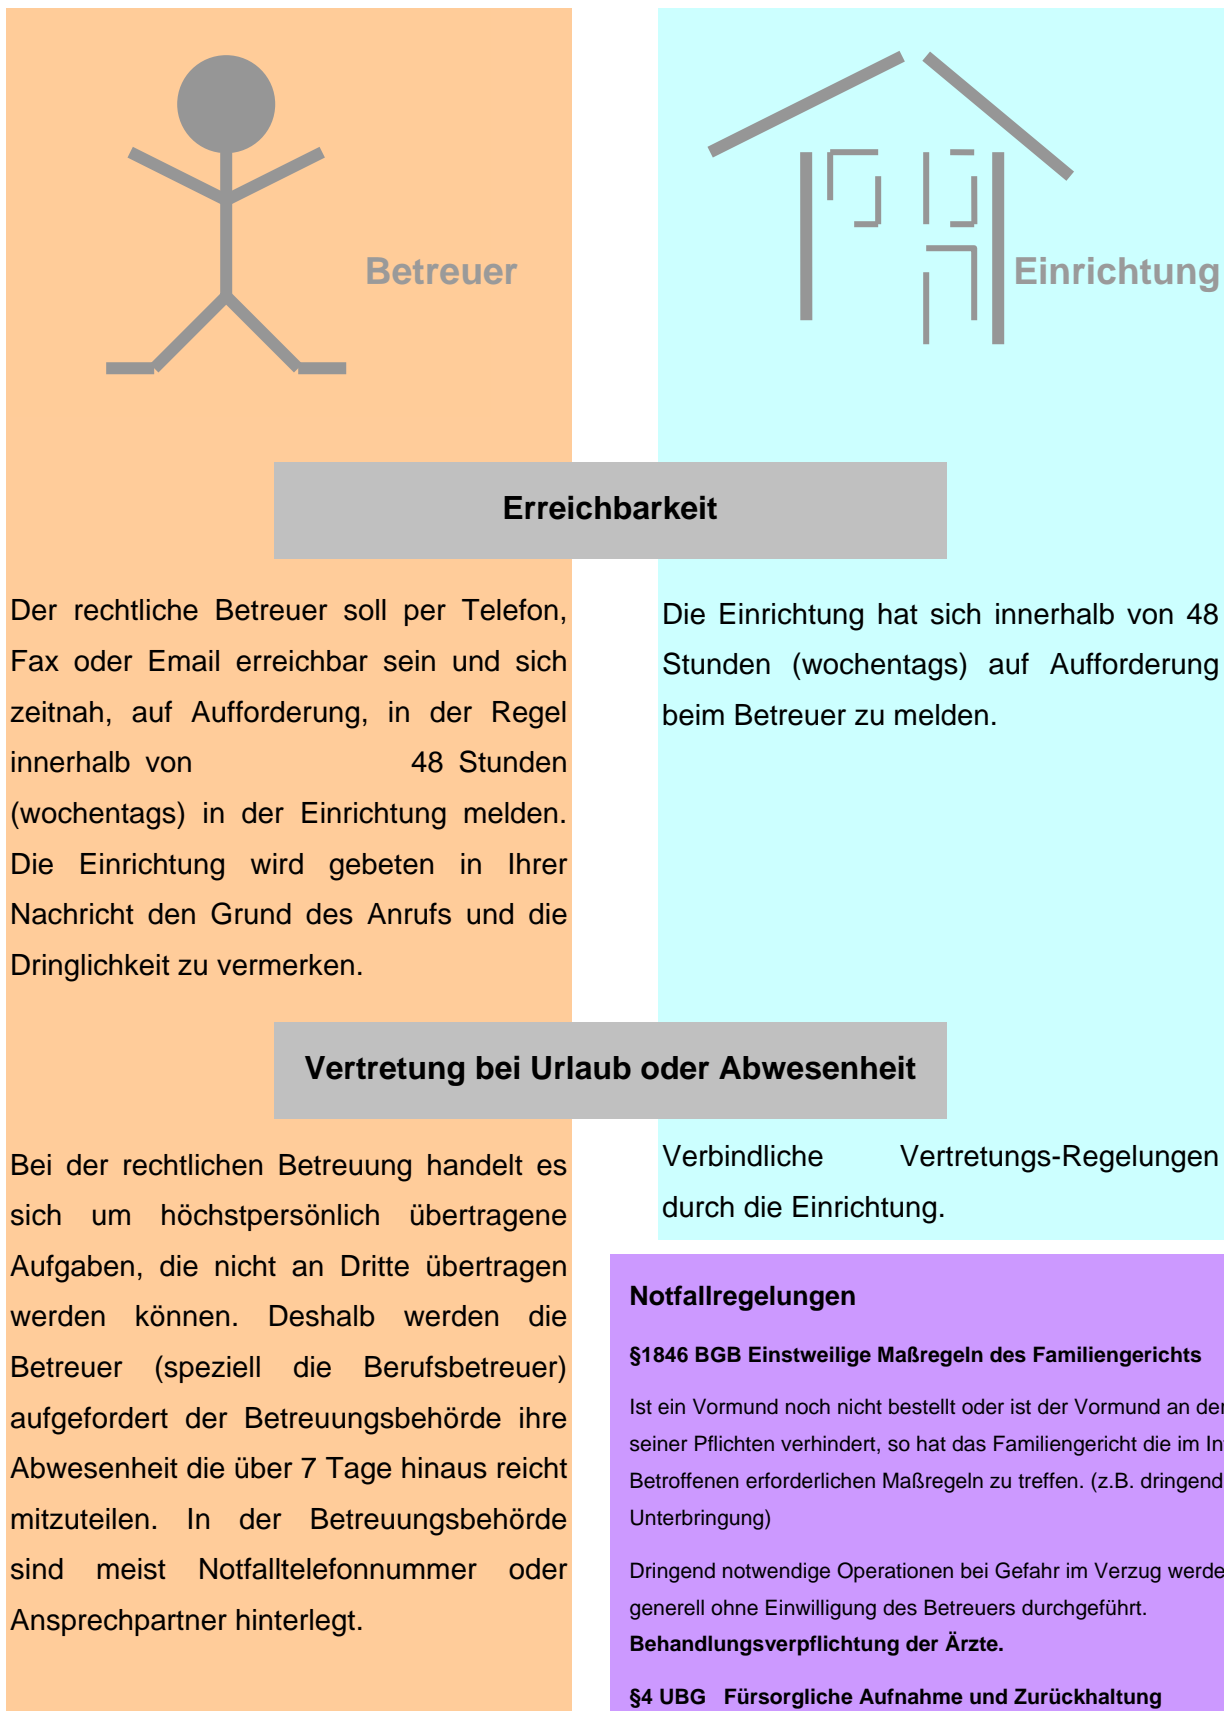 Betreuer
Einrichtung
Erreichbarkeit
Der rechtliche Betreuer soll per Telefon,
Fax oder Email erreichbar sein und sich
zeitnah, auf Aufforderung, in der Regel
innerhalb von 48 Stunden
(wochentags) in der Einrichtung melden.
Die Einrichtung wird gebeten in Ihrer
Nachricht den Grund des Anrufs und die
Dringlichkeit zu vermerken.
Die Einrichtung hat sich innerhalb von 48
Stunden (wochentags) auf Aufforderung
beim Betreuer zu melden.
Vertretung bei Urlaub oder Abwesenheit
Bei der rechtlichen Betreuung handelt es
sich um höchstpersönlich übertragene
Aufgaben, die nicht an Dritte übertragen
werden können. Deshalb werden die
Betreuer (speziell die Berufsbetreuer)
aufgefordert der Betreuungsbehörde ihre
Abwesenheit die über 7 Tage hinaus reicht
mitzuteilen. In der Betreuungsbehörde
sind meist Notfalltelefonnummer oder
Ansprechpartner hinterlegt.
Verbindliche Vertretungs-Regelungen
durch die Einrichtung.
Notfallregelungen
§1846 BGB Einstweilige Maßregeln des Familiengerichts
Ist ein Vormund noch nicht bestellt oder ist der Vormund an der
seiner Pflichten verhindert, so hat das Familiengericht die im
Betroffenen erforderlichen Maßregeln zu treffen. (z.B. dringend
Unterbringung)
Dringend notwendige Operationen bei Gefahr im Verzug
generell ohne Einwilligung des Betreuers durchgeführt.
Behandlungsverpflichtung der Ärzte.
§4 UBG Fürsorgliche Aufnahme und Zurückhaltung